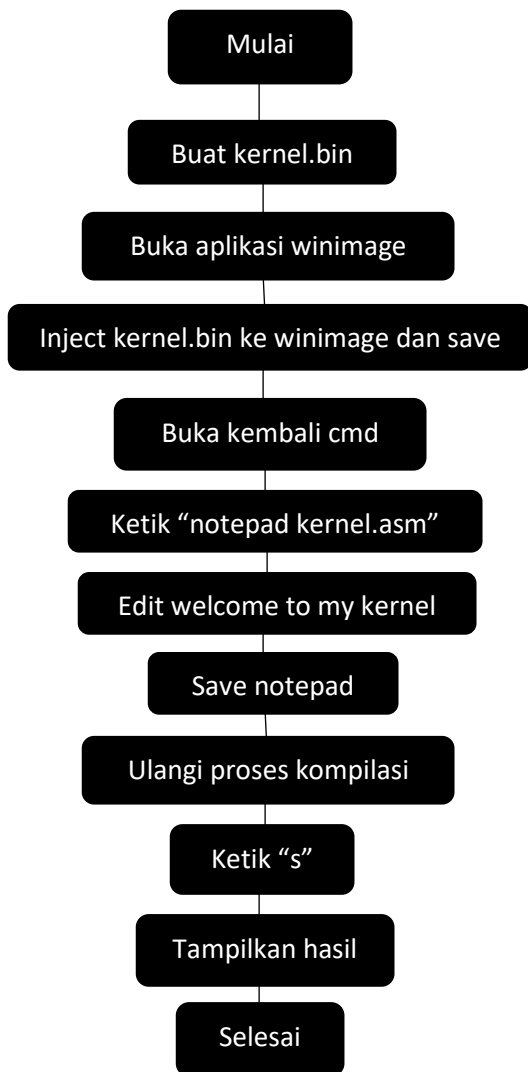 Mulai
Buat kernel.bin
Buka aplikasi winimage
Inject kernel.bin ke winimage dan save
Buka kembali cmd
Ketik “notepad kernel.asm”
Edit welcome to my kernel
Save notepad
Ulangi proses kompilasi
Ketik “s”
Tampilkan hasil
Selesai